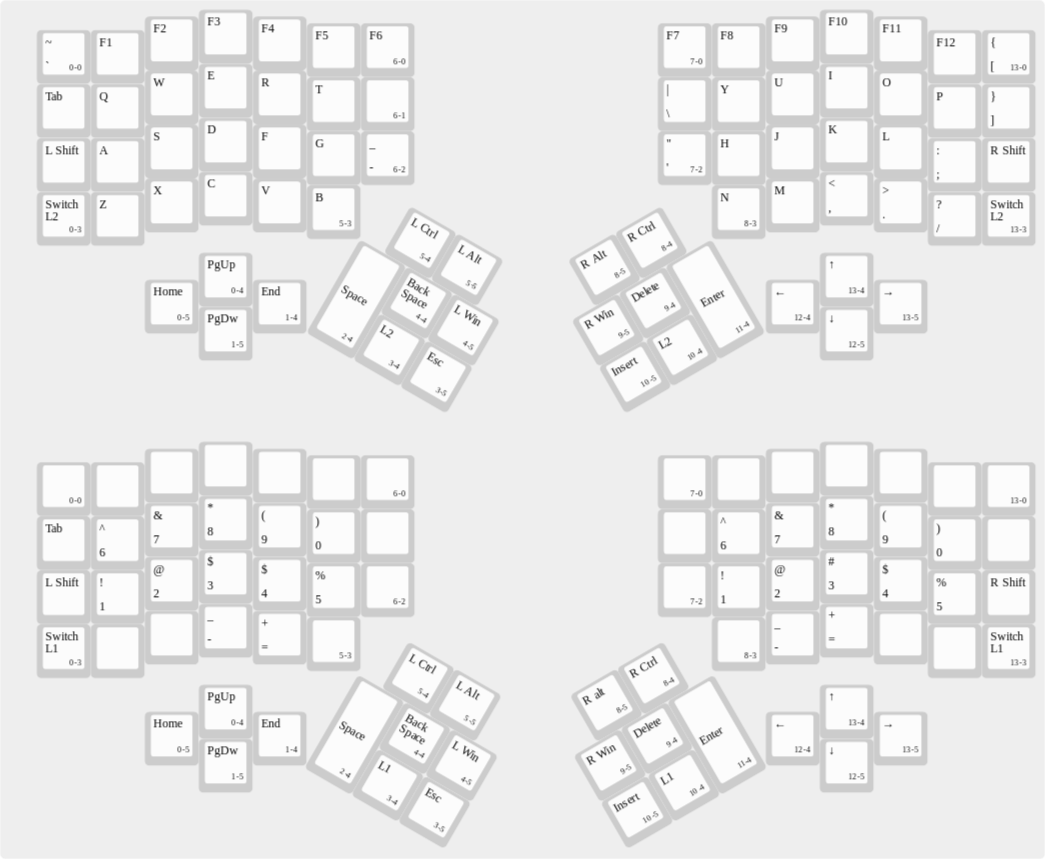 ~ F1 F2 F3 F4 F5 F6
` 0-0 6-0
Tab Q W E R T
6-1
L Shift A S D F G _
- 6-2
Switch Z X C V B
L2
0-3 5-3
F7 F8 F9 F10 F11 F12 {
7-0 [ 13-0
| Y U I O P }
\ ]
" H J K L : R Shift
' 7-2 ;
N M < > ? Switch
8-3 , . / L2
13-3
PgUp
0-4
Home
0-5
End
1-4
PgDw
1-5
L Ctrl
5-4
L Alt
5-5
Space
2-4
Back
Space
4-4
L Win
4-5
L2
3-4
Esc
3-5
R Ctrl
8-4
R Alt
8-5
Delete
9-4
Enter
11-4
R Win
9-5
L2
10-4
Insert
10-5
↑
13-4
←
12-4
→
13-5
↓
12-5
0-0 6-0
Tab ^ & * ( )
6 7 8 9 0
L Shift ! @ $ $ %
1 2 3 4 5 6-2
Switch _ +
L1 - =
0-3 5-3
7-0 13-0
^ & * ( )
6 7 8 9 0
! @ # $ % R Shift
7-2 1 2 3 4 5
_ + Switch
8-3 - = L1
13-3
PgUp
0-4
Home
0-5
End
1-4
PgDw
1-5
L Ctrl
5-4
L Alt
5-5
Space
2-4
Back
Space
4-4
L Win
4-5
L1
3-4
Esc
3-5
R Ctrl
8-4
R alt
8-5
Delete
9-4
Enter
11-4
R Win
9-5
L1
10-4
Insert
10-5
↑
13-4
←
12-4
→
13-5
↓
12-5